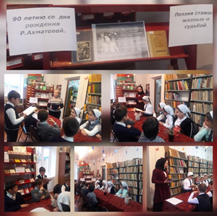 90 летию со дня
рождения
Р.Ахматовой.
Поэзия ставшая
жизнью и
судьбой.